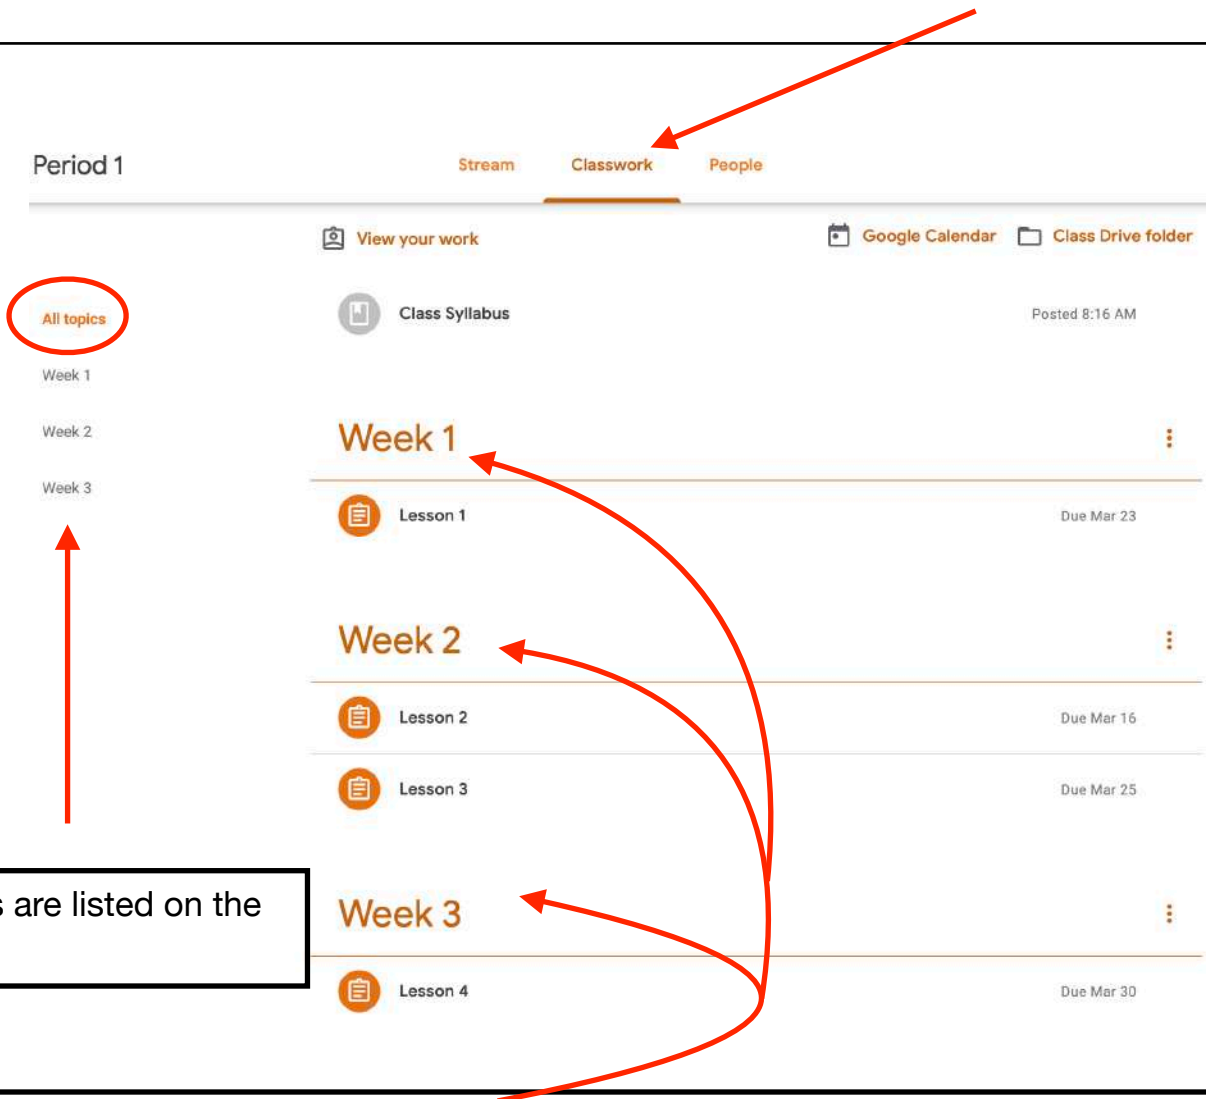 Period 1
Stream Classwork People
View your work
Google Calendar Class Drive folder
All topics
Week 1
Week 2
Week 3
Class Syllabus Posted 8:16 AM
Week 1
Lesson 1 Due Mar 23
Week 2
Lesson 2 Due Mar 16
Lesson 3 Due Mar 25
Week 3
Lesson 4 Due Mar 30
s are listed on the